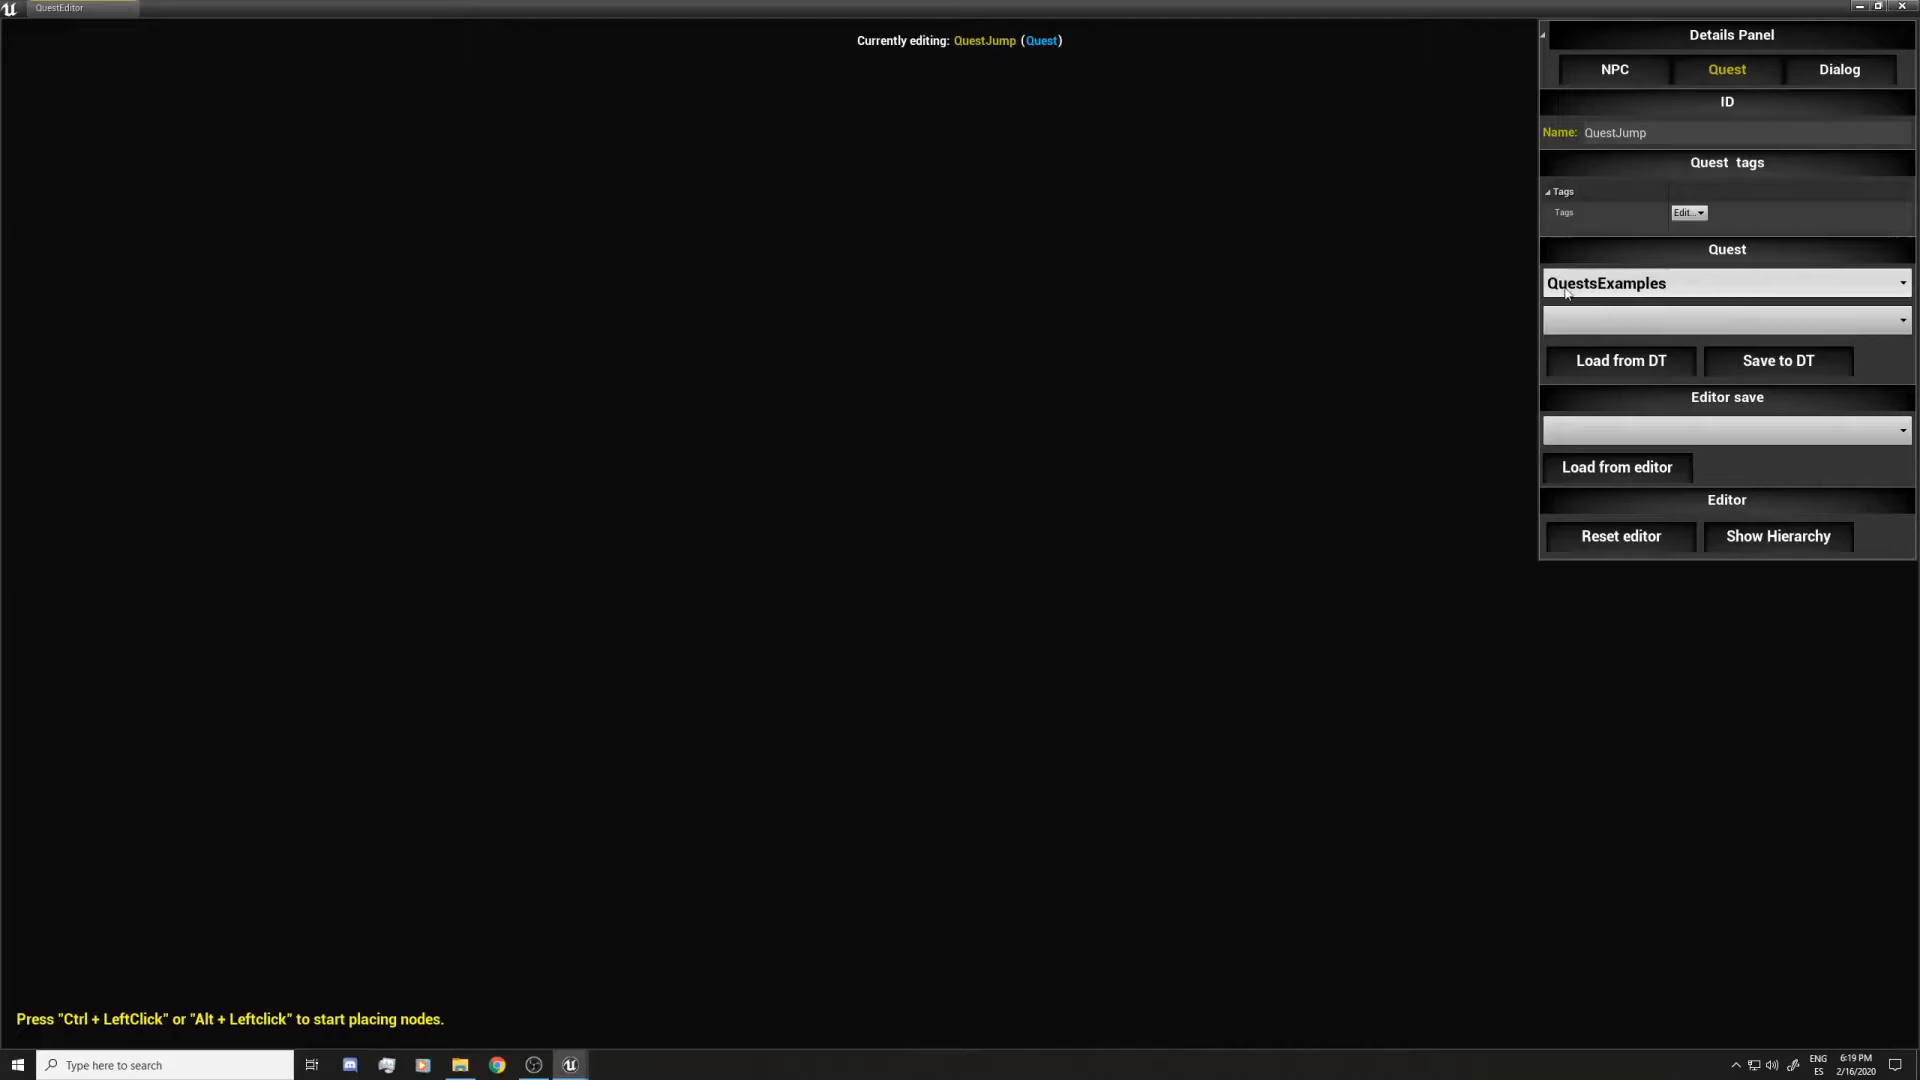 QuestEditor
Currently editing: QuestJump (Quest)
Details Panel
NPC Quest Dialog
ID
Name: QuestJump
Quest tags
Tags
Tags Edit...
Quest
QuestsExamples
Load from DT Save to DT
Editor save
Load from editor
Editor
Reset editor Show Hierarchy
Press "Ctrl + LeftClick" or "Alt + Leftclick" to start placing nodes.
Type here to search
ENG 6:19 PM
ES 2/16/2020